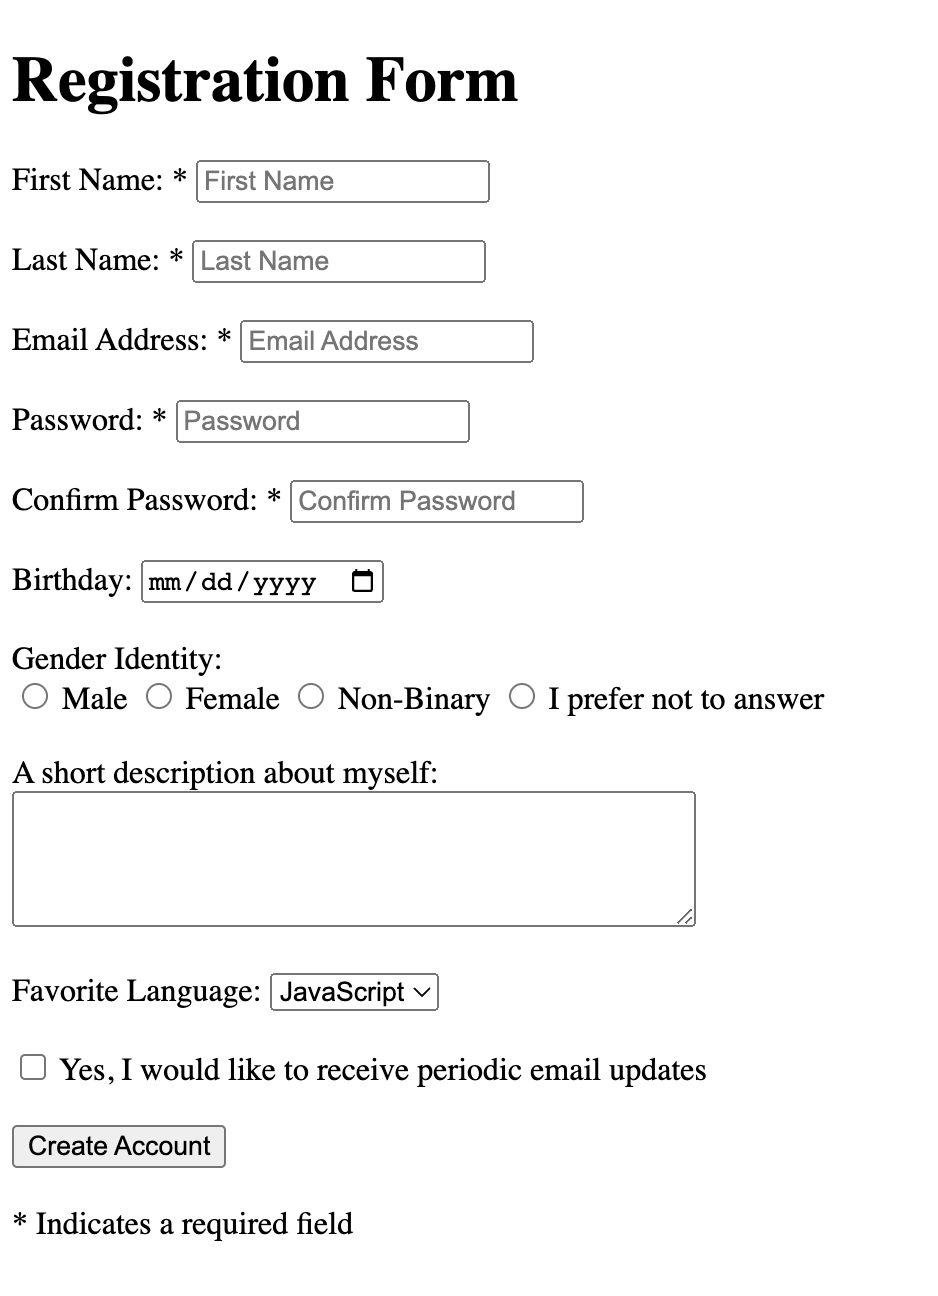 Registration Form
First Name: * First Name
Last Name: * Last Name
Email Address: * Email Address
Password: * Password
Confirm Password: * Confirm Password
Birthday: mm/dd/yyyy
Gender Identity:
Male Female Non-Binary I prefer not to answer
A short description about myself:
Favorite Language: JavaScript
Yes, I would like to receive periodic email updates
Create Account
* Indicates a required field